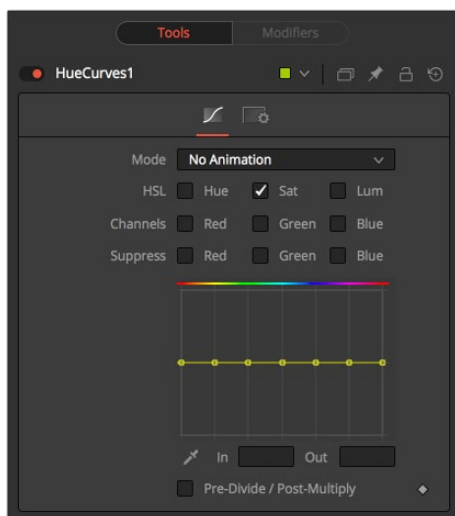 Tools Modifiers
HueCurves1
Mode No Animation
HSL Hue Sat Lum
Channels Red Green Blue
Suppress Red Green Blue
In Out
Pre-Divide / Post-Multiply